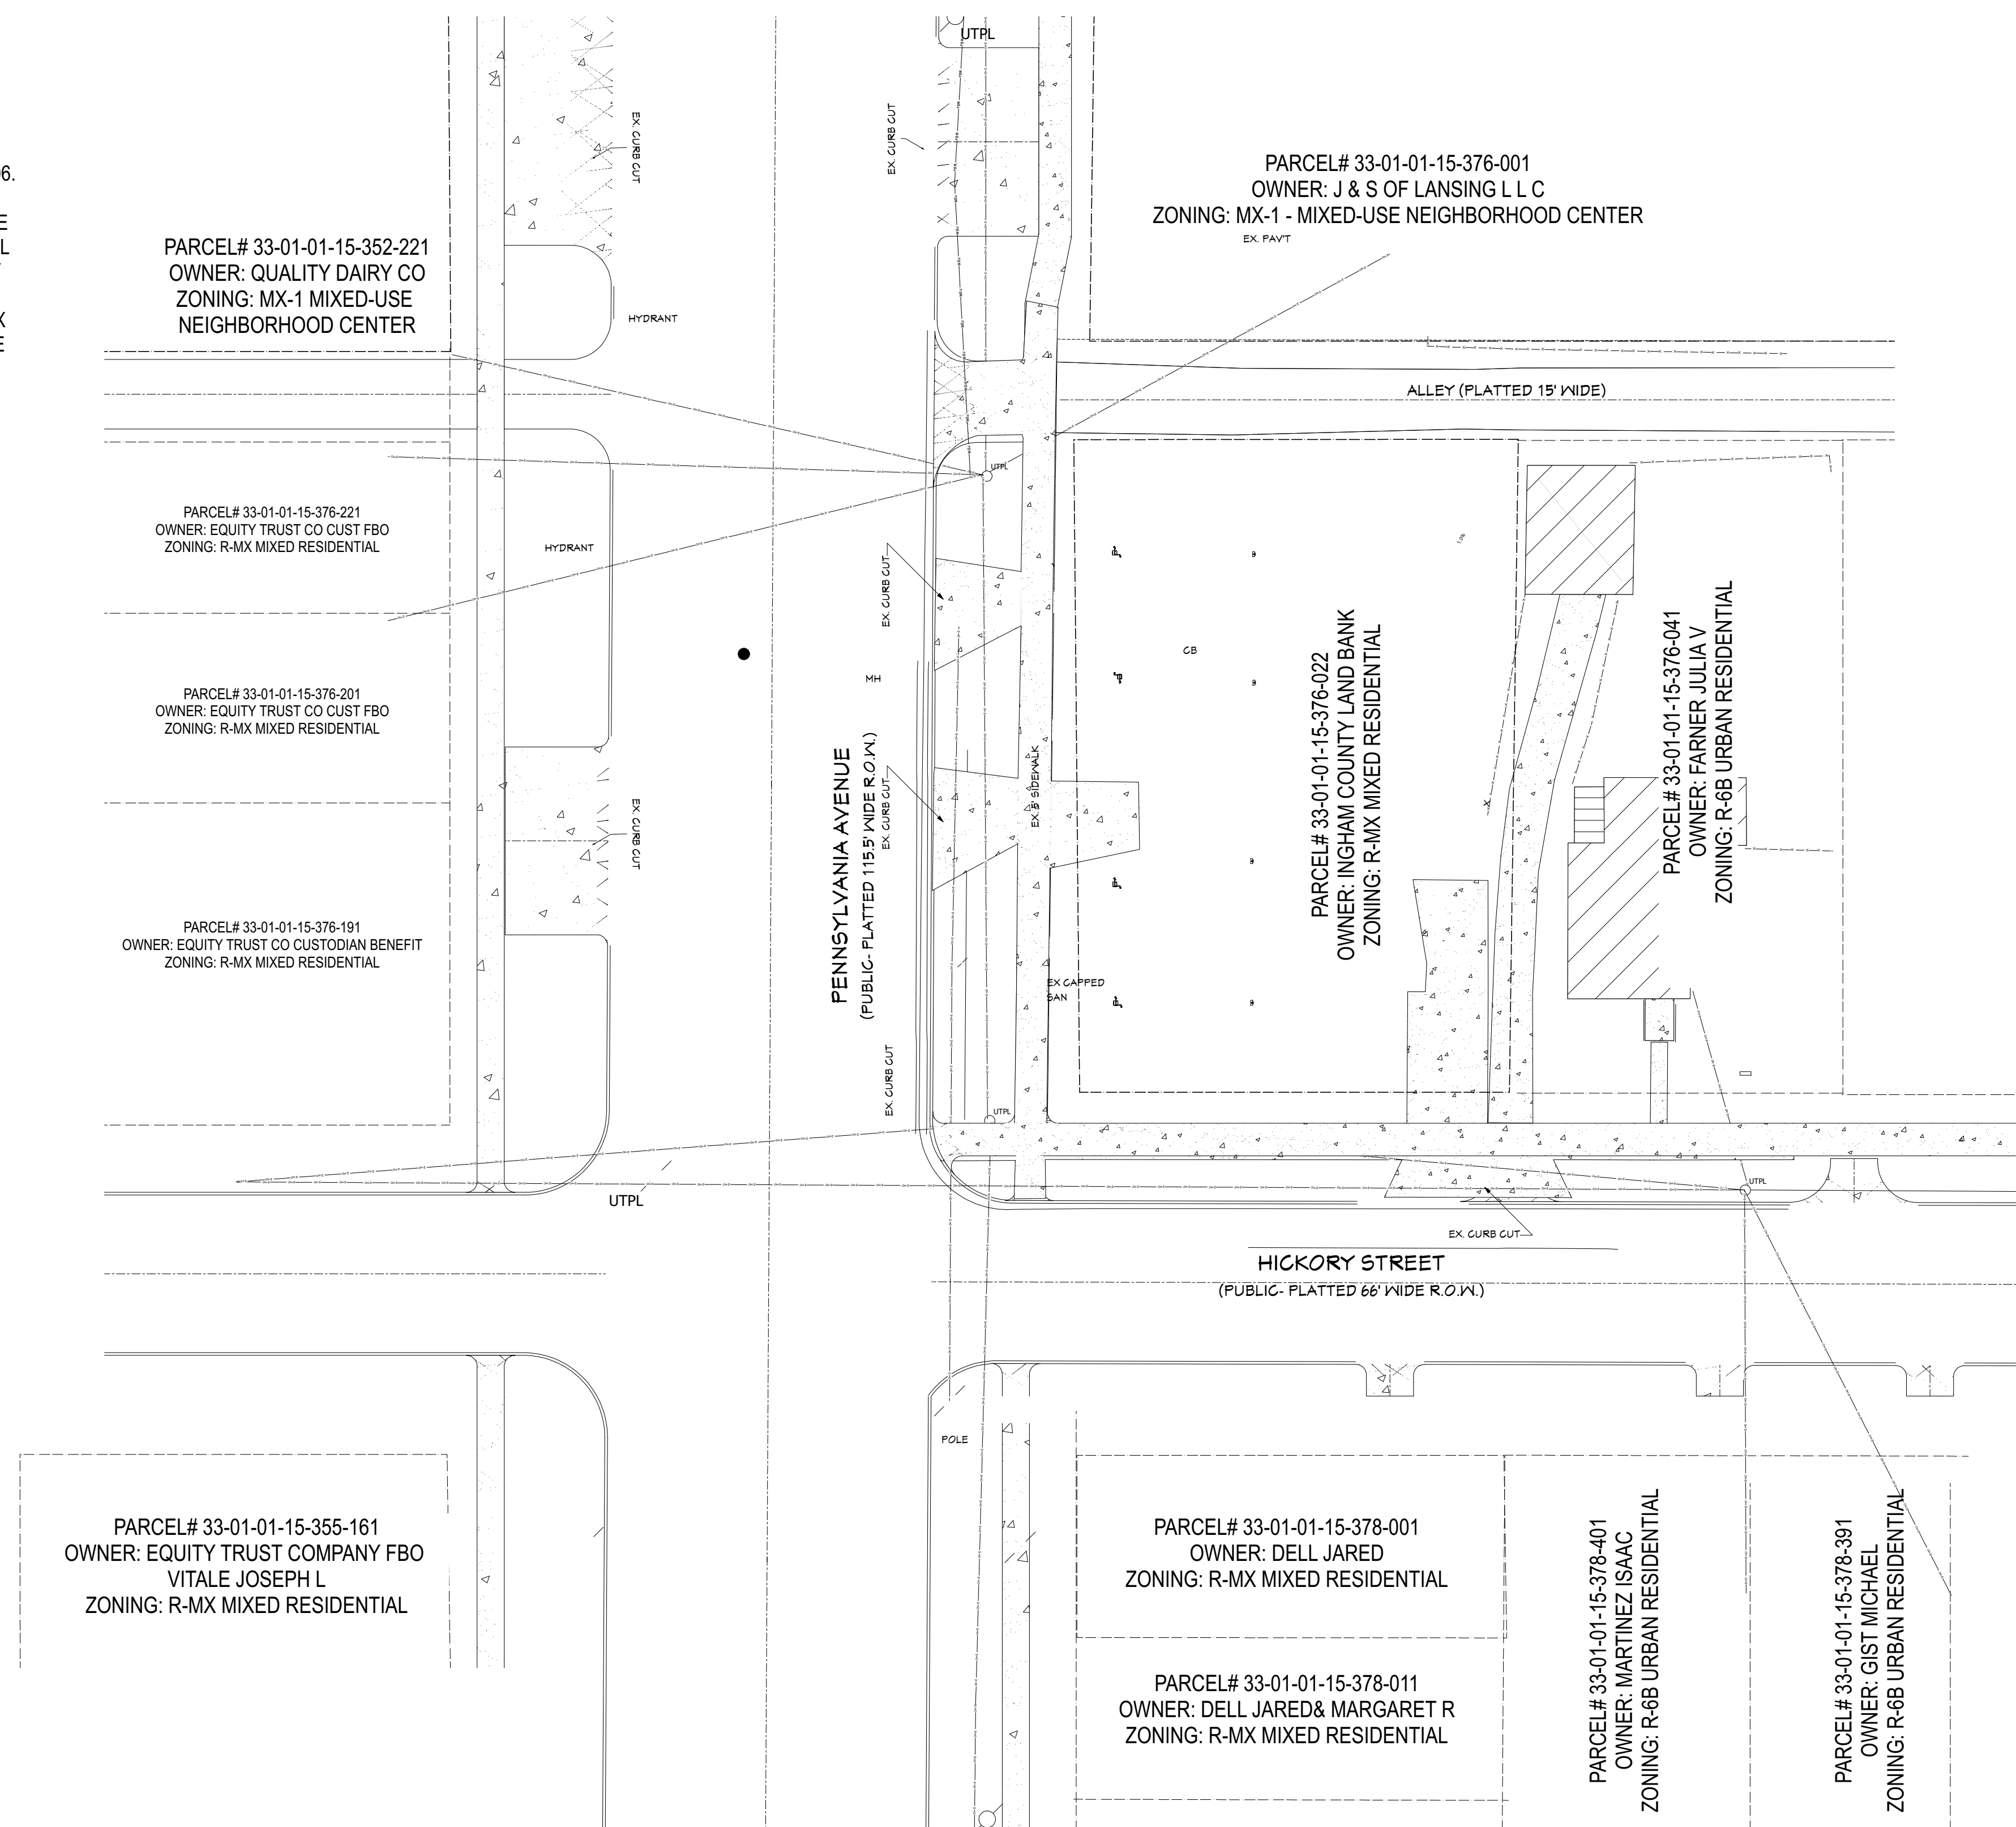 UTPL
EX. CURB CUT
EX. CURB CUT
PARCEL# 33-01-01-15-376-001
OWNER: J & S OF LANSING L L C
ZONING: MX-1 - MIXED-USE NEIGHBORHOOD CENTER
EX. PAV'T
6.
E
L
X
E
PARCEL# 33-01-01-15-352-221
OWNER: QUALITY DAIRY CO
ZONING: MX-1 MIXED-USE
NEIGHBORHOOD CENTER
HYDRANT
ALLEY (PLATTED 15' WIDE)
UTPL
PARCEL# 33-01-01-15-376-221
OWNER: EQUITY TRUST CO CUST FBO
ZONING: R-MX MIXED RESIDENTIAL
HYDRANT
EX. CURB CUT
CB
MH
PARCEL# 33-01-01-15-376-201
OWNER: EQUITY TRUST CO CUST FBO
ZONING: R-MX MIXED RESIDENTIAL
PENNSYLVANIA AVENUE
(PUBLIC- PLATTED 115.5' WIDE R.O.W.)
EX. CURB CUT
EX. 5' SIDEWALK
EX. CURB CUT
PARCEL# 33-01-01-15-376-022
OWNER: INGHAM COUNTY LAND BANK
ZONING: R-MX MIXED RESIDENTIAL
X
PARCEL# 33-01-01-15-376-041
OWNER: FARNER JULIA V
ZONING: R-6B URBAN RESIDENTIAL
PARCEL# 33-01-01-15-376-191
OWNER: EQUITY TRUST CO CUSTODIAN BENEFIT
ZONING: R-MX MIXED RESIDENTIAL
EX CAPPED
SAN
EX. CURB CUT
UTPL
UTPL
UTPL
EX. CURB CUT
HICKORY STREET
(PUBLIC- PLATTED 66' WIDE R.O.W.)
POLE
PARCEL# 33-01-01-15-355-161
OWNER: EQUITY TRUST COMPANY FBO
VITALE JOSEPH L
ZONING: R-MX MIXED RESIDENTIAL
PARCEL# 33-01-01-15-378-001
OWNER: DELL JARED
ZONING: R-MX MIXED RESIDENTIAL
PARCEL# 33-01-01-15-378-011
OWNER: DELL JARED& MARGARET R
ZONING: R-MX MIXED RESIDENTIAL
PARCEL# 33-01-01-15-378-401
OWNER: MARTINEZ ISAAC
ZONING: R-6B URBAN RESIDENTIAL
PARCEL# 33-01-01-15-378-391
OWNER: GIST MICHAEL
ZONING: R-6B URBAN RESIDENTIAL